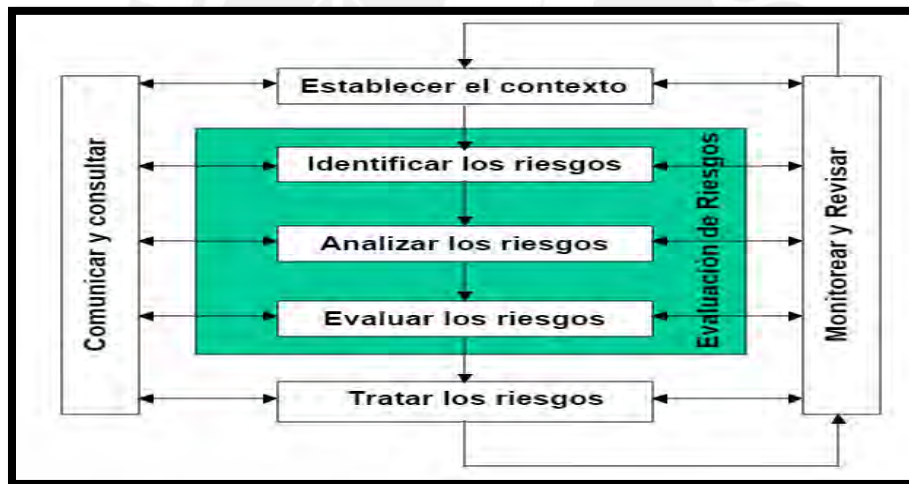 Establecer el contexto
Identificar los riesgos
Analizar los riesgos
Evaluar los riesgos
Tratar los riesgos
Comunicar y consultar
Evaluación de Riesgos
Monitorear y Revisar